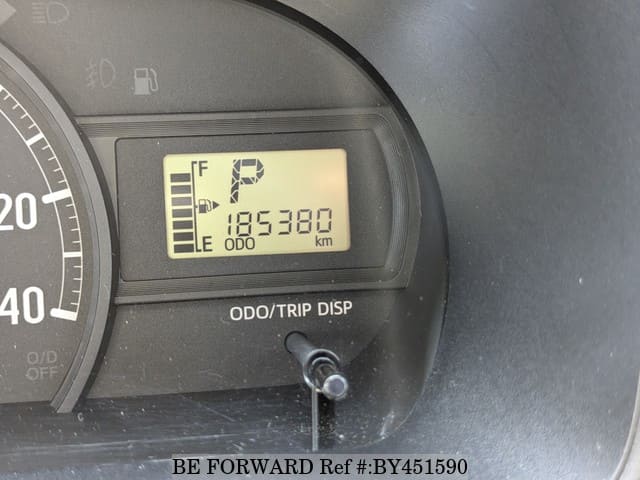 F
P
185380
E ODO km
20
40
ODO/TRIP DISP
O/D
OFF
BE FORWARD Ref #:BY451590